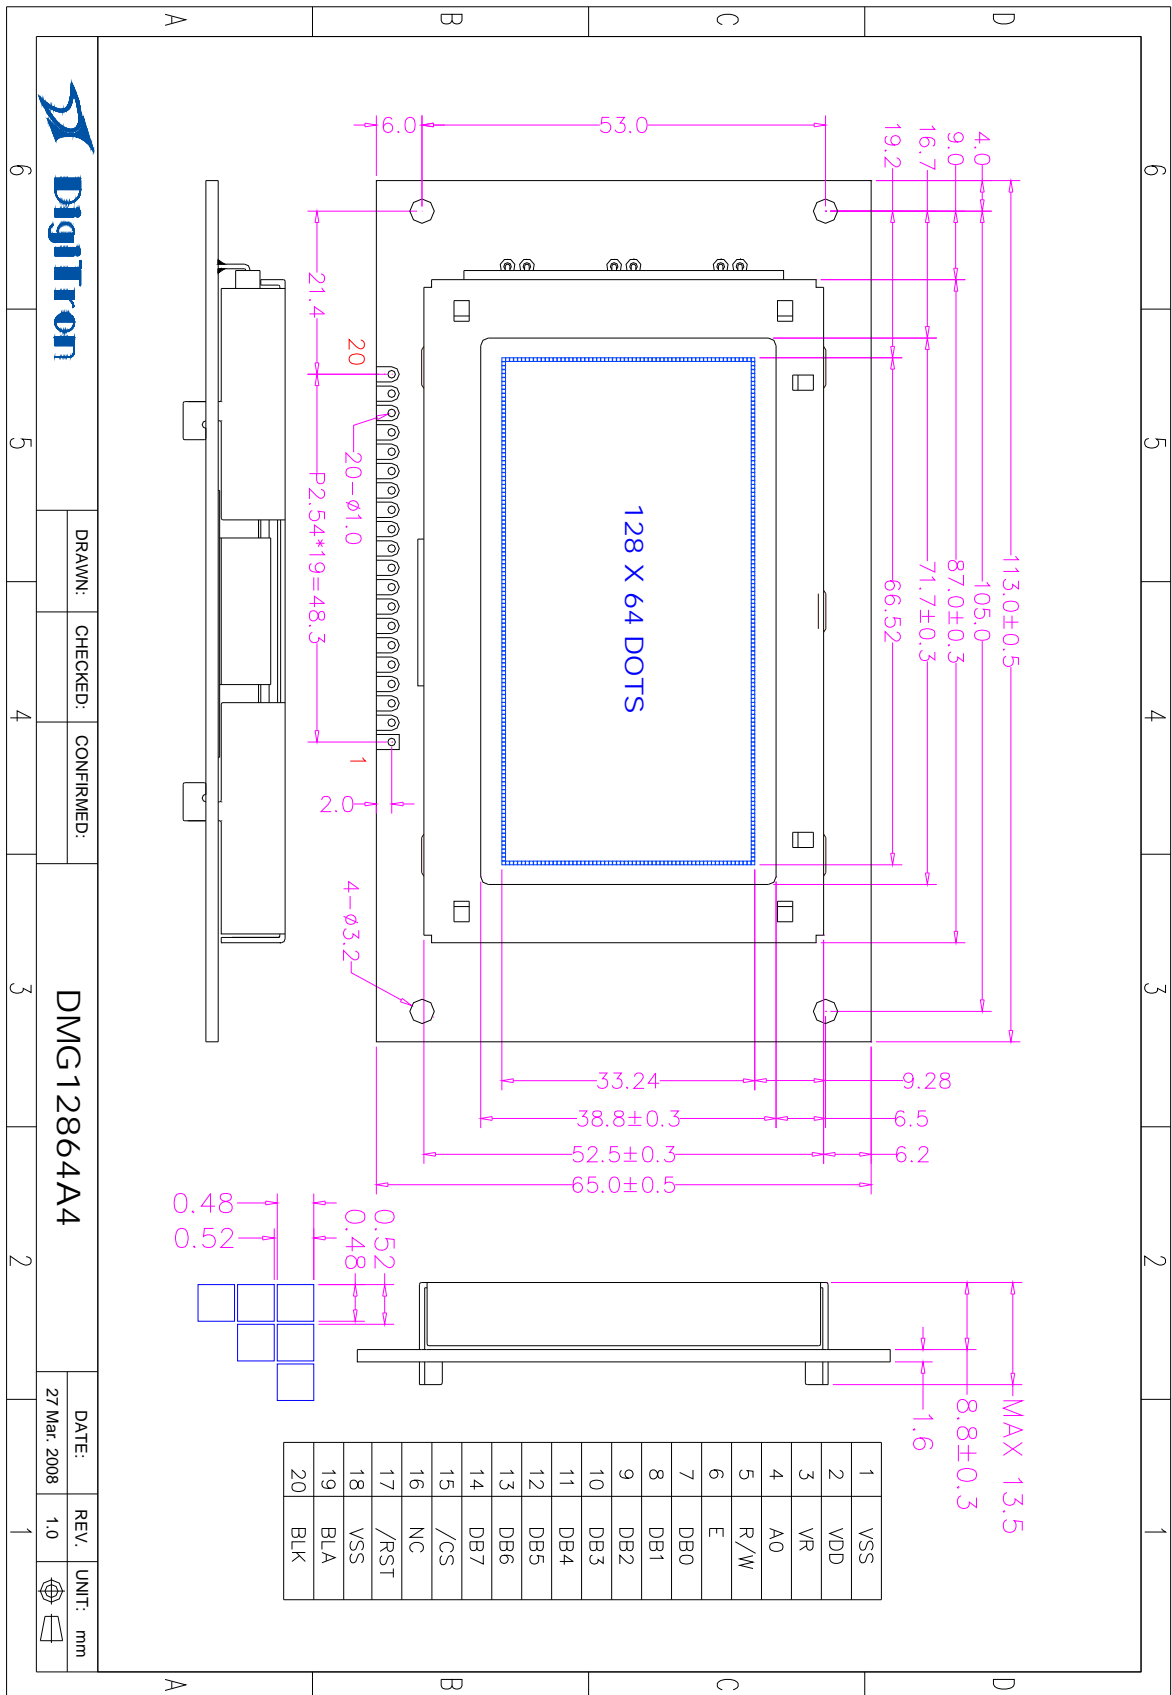 A
B
C
D
6
5
4
3
2
1
6
5
4
3
2
1
A
B
C
D
4.0
9.0
16.7
19.2
113.0±0.5
105.0
87.0±0.3
71.7±0.3
66.52
53.0
6.0
128 X 64 DOTS
21.4
20
20-ø1.0
P2.54*19=48.3
1
2.0
4-ø3.2
33.24
9.28
38.8±0.3
6.5
52.5±0.3
6.2
65.0±0.5
MAX 13.5
8.8±0.3
1.6
0.52
0.48
0.48
0.52
1 VSS
2 VDD
3 VR
4 A0
5 R/W
6 E
7 DB0
8 DB1
9 DB2
10 DB3
11 DB4
12 DB5
13 DB6
14 DB7
15 /CS
16 NC
17 /RST
18 VSS
19 BLA
20 BLK
DigiTron
DRAWN:
CHECKED:
CONFIRMED:
DMG12864A4
DATE:
27 Mar. 2008
REV.
1.0
UNIT: mm